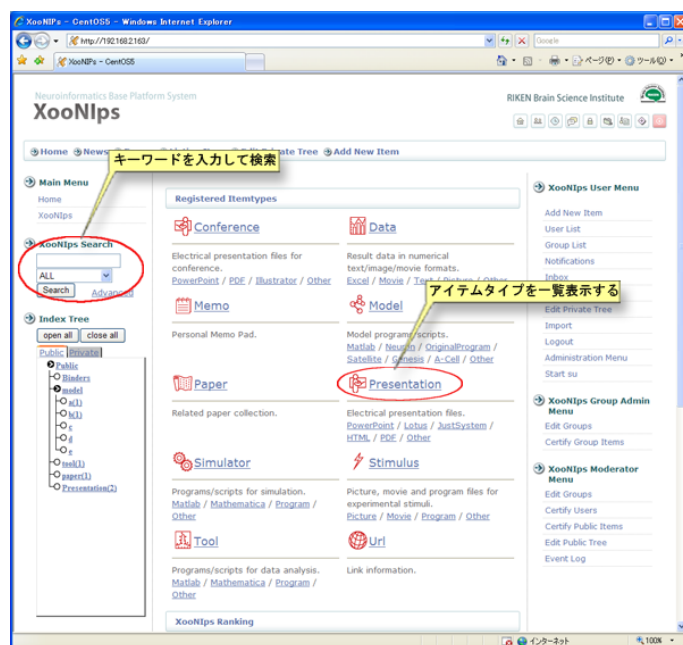 XooNIPs - CentOS5 - Windows Internet Explorer
http://192.168.2.163/
Google
XooNIPs - CentOS5
ページ(P)
ツール(O)
Neuroinformatics Base Platform System
XooNIps
RIKEN Brain Science Institute
Home
News
Private Tree
Add New Item
キーワードを入力して検索
Main Menu
Home
XooNIps
XooNIps Search
ALL
Search
Advanced
Index Tree
open all
close all
Public
Private
Public
Binders
model
a(1)
b(1)
c
d
e
tool(1)
paper(1)
Presentation(2)
Registered Itemtypes
Conference
Electrical presentation files for
conference.
PowerPoint / PDF / Illustrator / Other
Data
Result data in numerical
text/image/movie formats.
Excel / Movie / Text / Picture / Other
アイテムタイプを一覧表示する
Memo
Personal Memo Pad.
Model
Model programs/scripts.
Matlab / Neuron / OriginalProgram /
Satellite / Genesis / A-Cell / Other
Paper
Related paper collection.
Presentation
Electrical presentation files.
PowerPoint / Lotus / JustSystem /
HTML / PDF / Other
Simulator
Programs/scripts for simulation.
Matlab / Mathematica / Program /
Other
Stimulus
Picture, movie and program files for
experimental stimuli.
Picture / Movie / Program / Other
Tool
Programs/scripts for data analysis.
Matlab / Mathematica / Program /
Other
Url
Link information.
XooNIps Ranking
XooNIps User Menu
Add New Item
User List
Group List
Notifications
Inbox
Edit Private Tree
Import
Logout
Administration Menu
Start su
XooNIps Group Admin
Menu
Edit Groups
Certify Group Items
XooNIps Moderator
Menu
Edit Groups
Certify Users
Certify Public Items
Edit Public Tree
Event Log
インターネット
100%